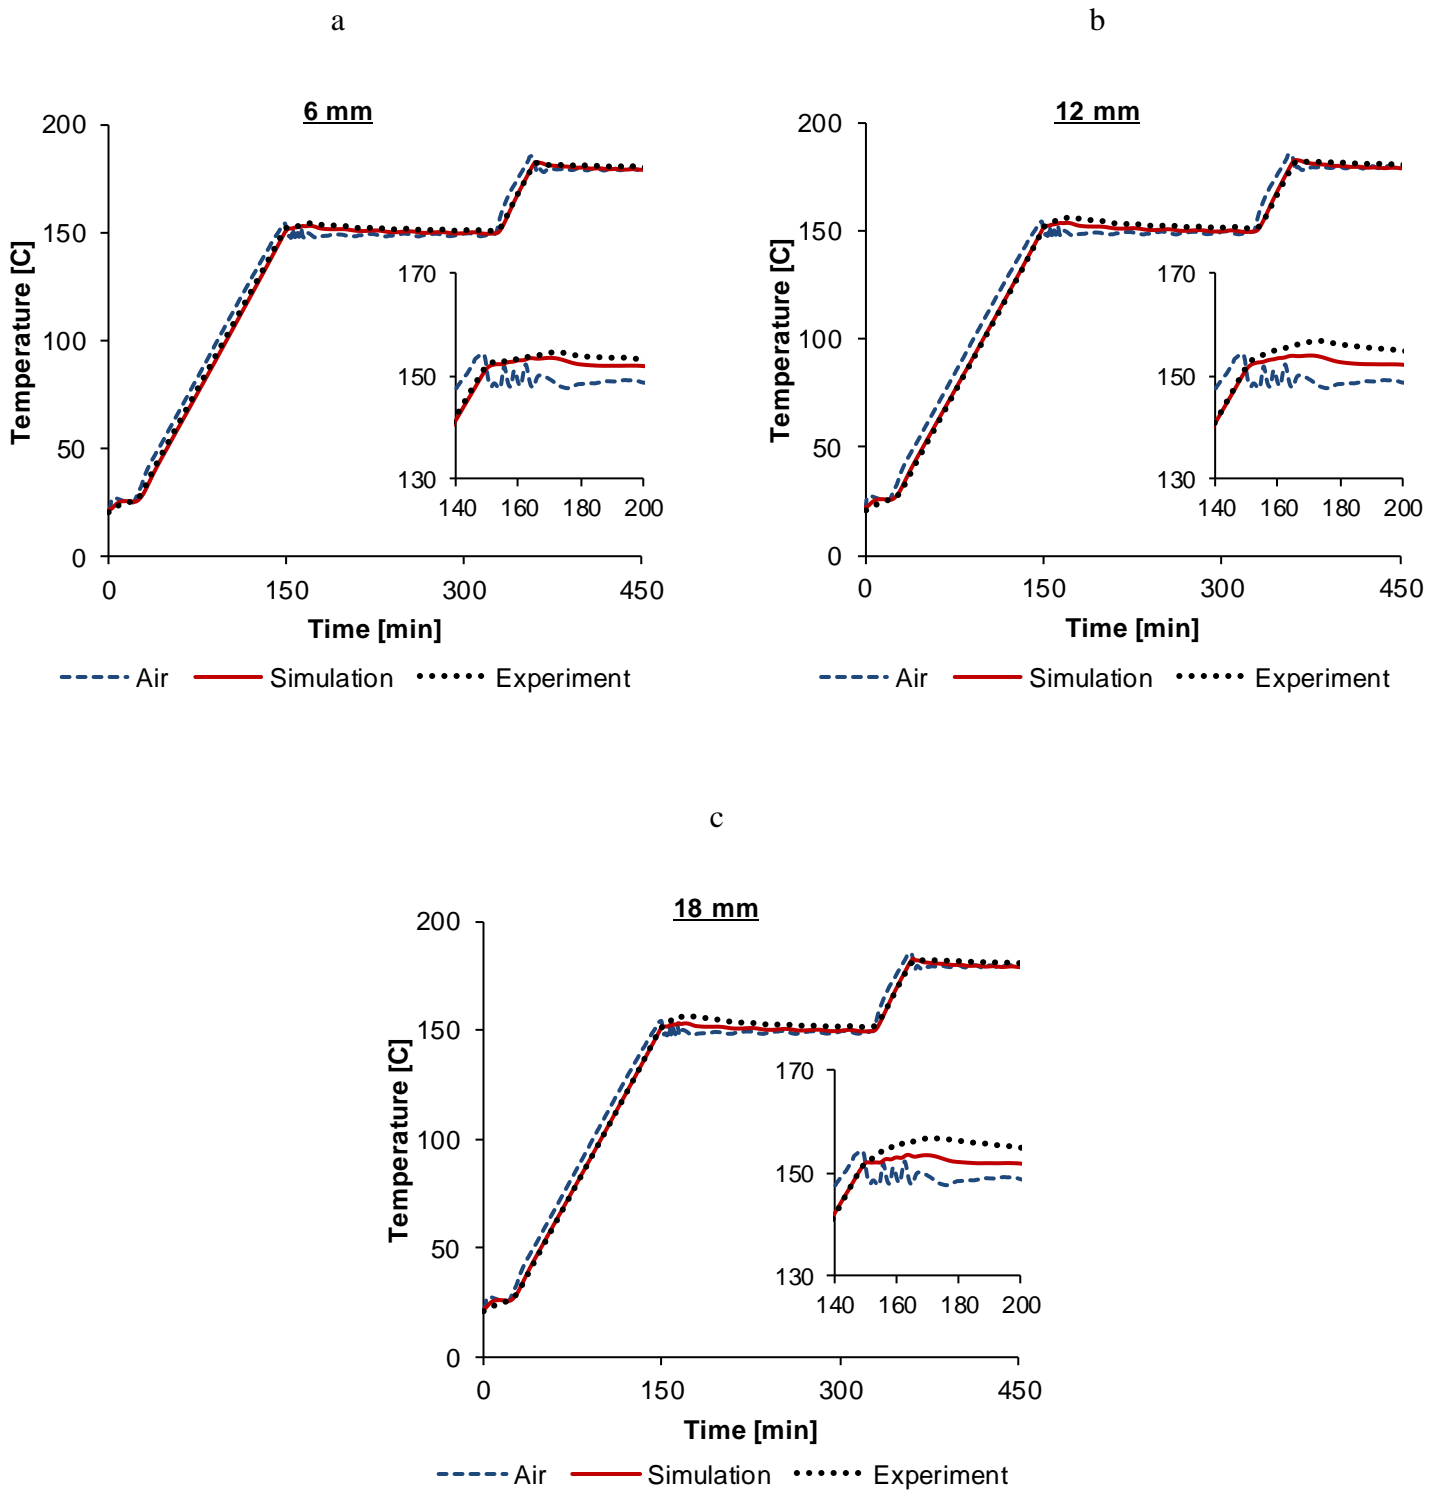 a
6 mm
200
150
100
50
0
Temperature [C]
170
150
130
140 160 180 200
0 150 300 450
Time [min]
Air Simulation Experiment
b
12 mm
200
150
100
50
0
Temperature [C]
170
150
130
140 160 180 200
0 150 300 450
Time [min]
Air Simulation Experiment
c
18 mm
200
150
100
50
0
Temperature [C]
170
150
130
140 160 180 200
0 150 300 450
Time [min]
Air Simulation Experiment